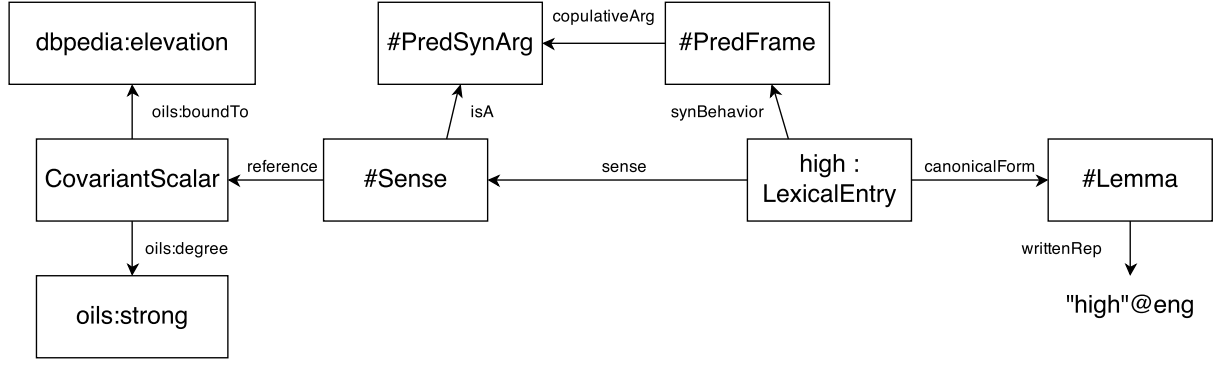 copulativeArg
dbpedia:elevation
#PredSynArg
#PredFrame
oils:boundTo
isA
synBehavior
CovariantScalar
reference
#Sense
sense
high :
LexicalEntry
canonicalForm
#Lemma
oils:degree
writtenRep
oils:strong
"high"@eng